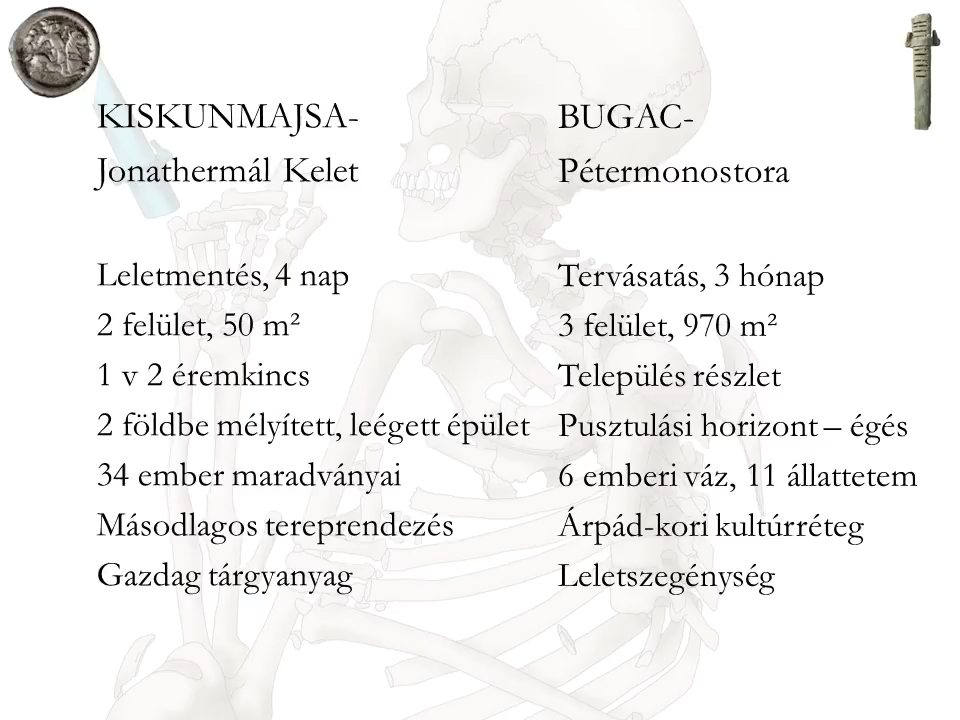 KISKUNMAJSA-
Jonathermál Kelet
Leletmentés, 4 nap
2 felület, 50 m²
1 v 2 éremkincs
2 földbe mélyített, leégett épület
34 ember maradványai
Másodlagos tereprendezés
Gazdag tárgyanyag
BUGAC-
Pétermonostora
Tervásatás, 3 hónap
3 felület, 970 m²
Település részlet
Pusztulási horizont – égés
6 emberi váz, 11 állattetem
Árpád-kori kultúrréteg
Leletszegénység